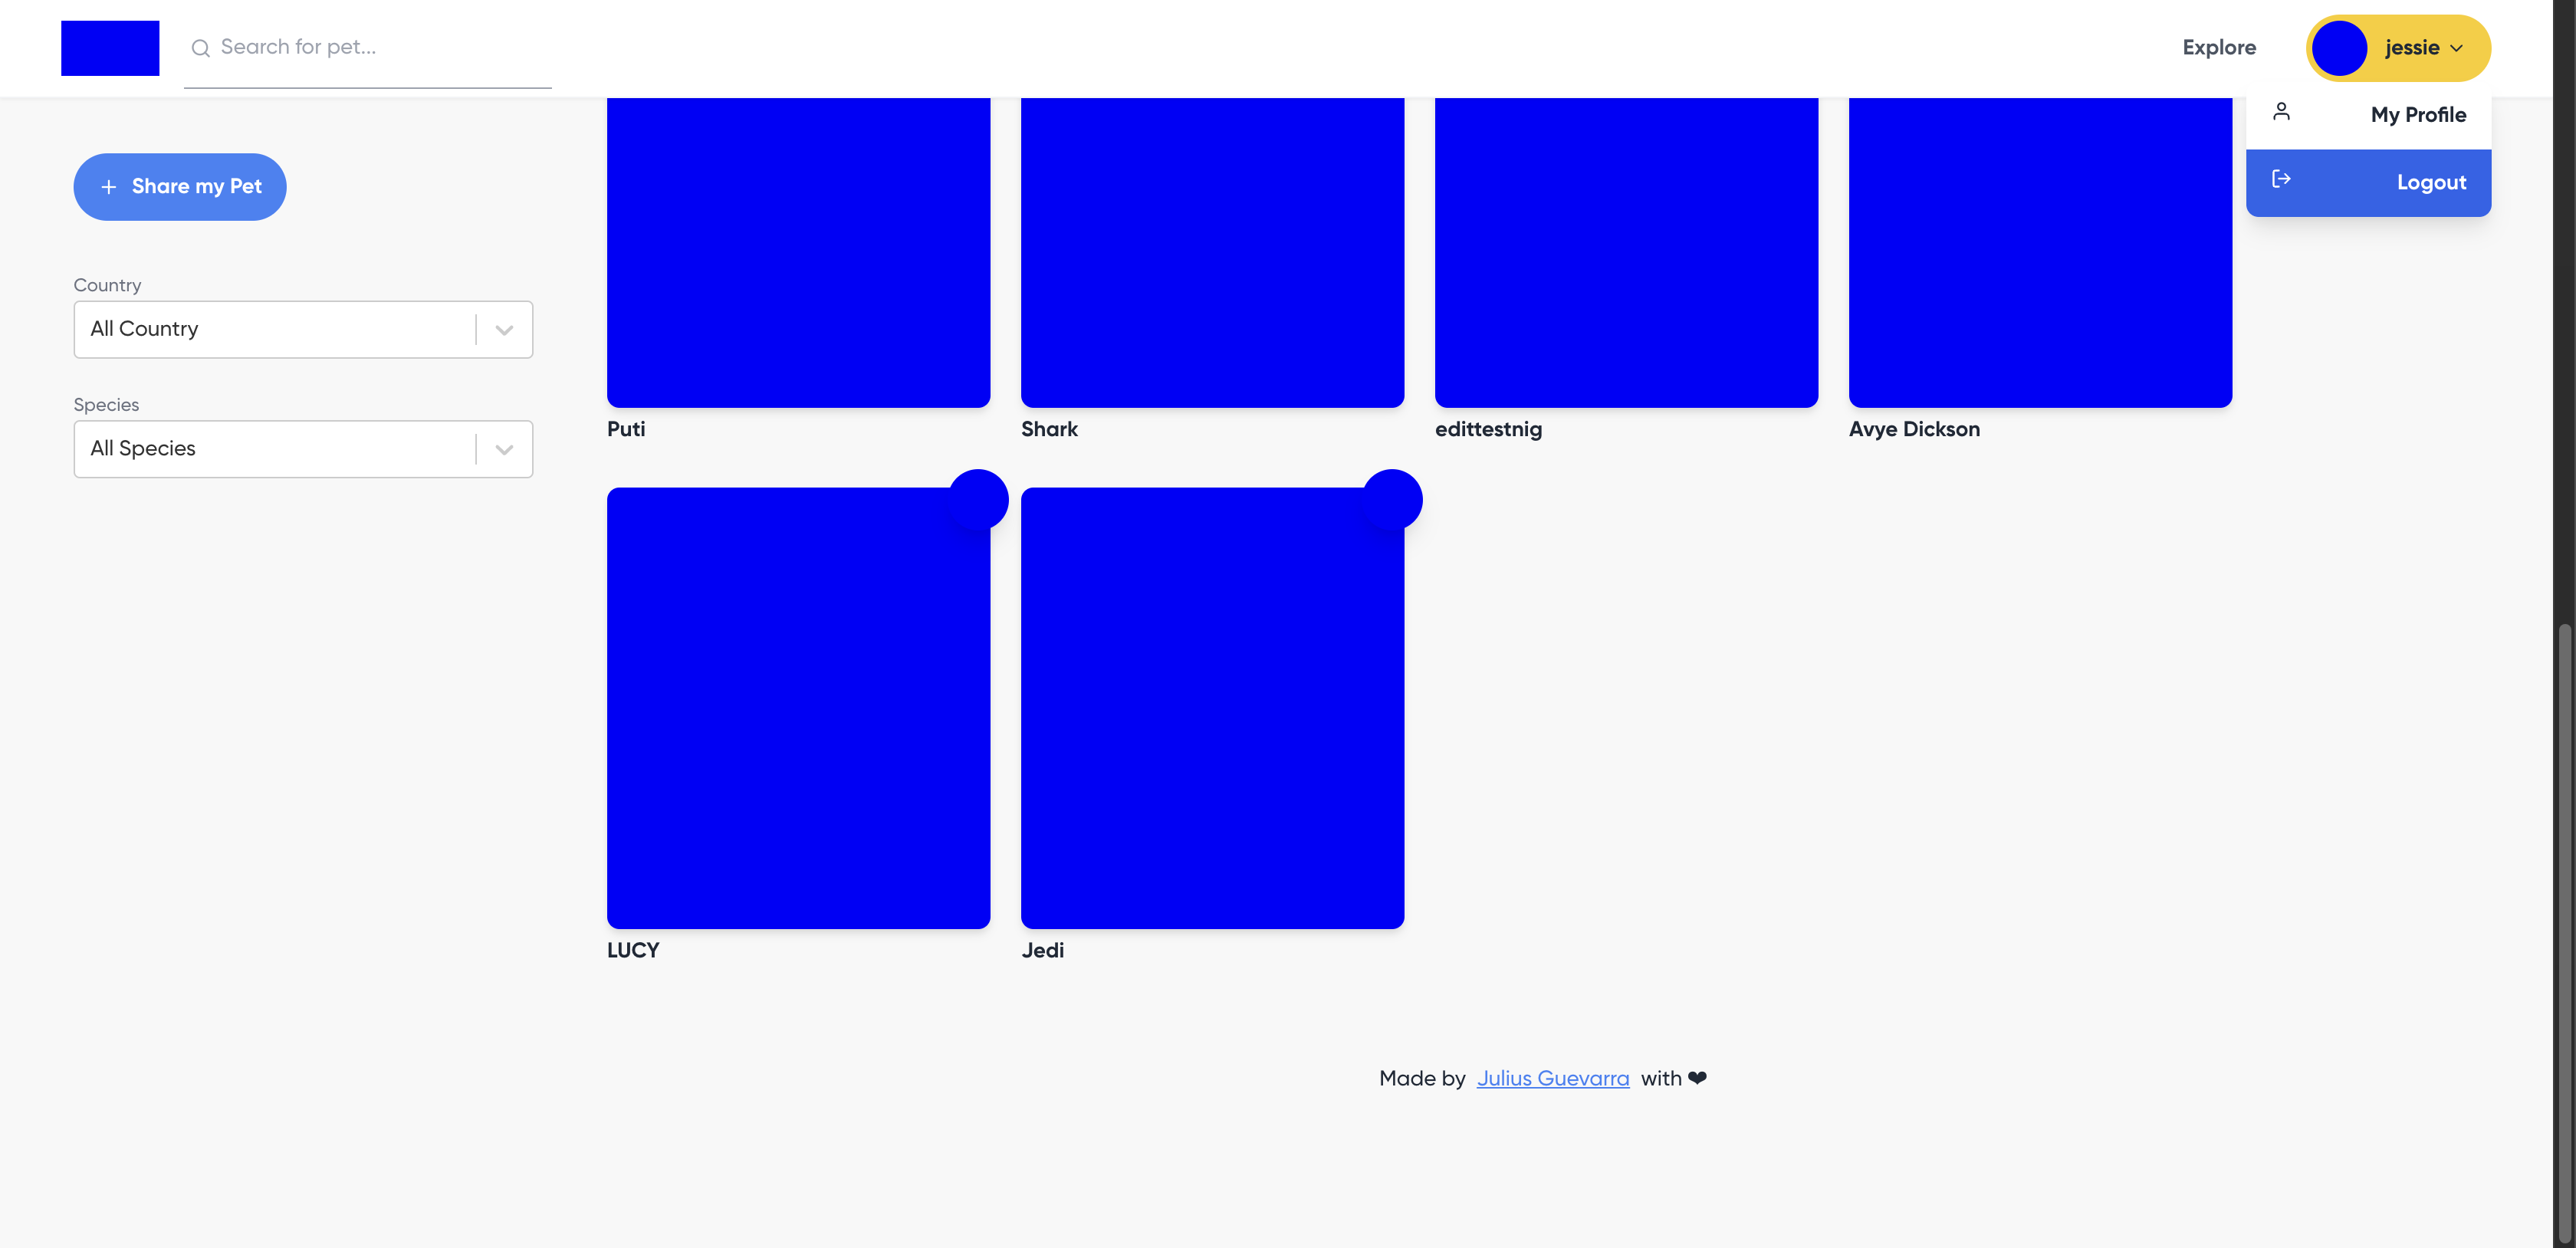 Search for pet...
Explore
jessie
My Profile
Logout
Share my Pet
Country
All Country
Species
All Species
Puti
Shark
edittestnig
Avye Dickson
LUCY
Jedi
Made by Julius Guevarra with ❤